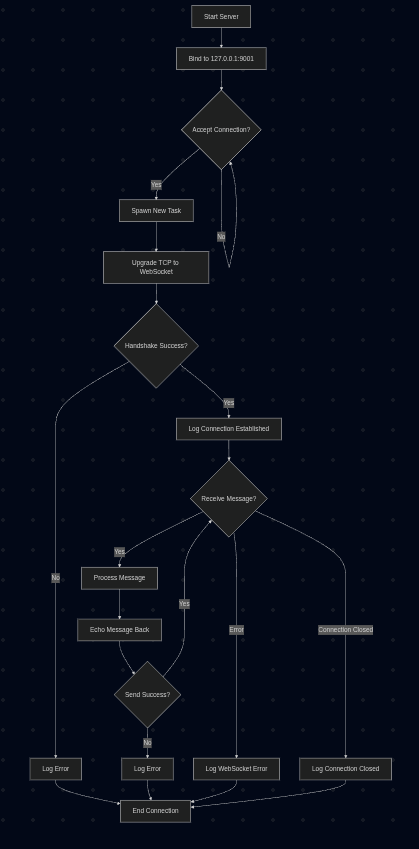 Start Server
Bind to 127.0.0.1:9001
Accept Connection?
Yes
Spawn New Task
No
Upgrade TCP to
WebSocket
Handshake Success?
Yes
Log Connection Established
Receive Message?
Yes
No
Process Message
Yes
Echo Message Back
Error
Connection Closed
Send Success?
No
Log Error
Log Error
Log WebSocket Error
Log Connection Closed
End Connection